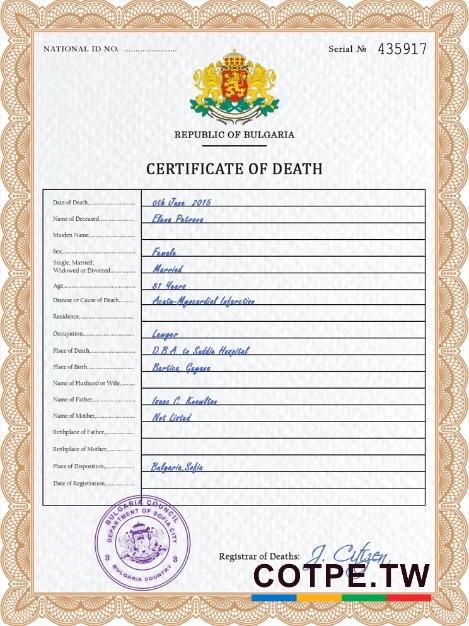 NATIONAL ID NO. ........................
Serial № 435917
REPUBLIC OF BULGARIA
CERTIFICATE OF DEATH
Date of Death, 6th June 2015
Name of Deceased, Elena Petrova
Maiden Name,
Sex, Female
Single, Married,
Widowed or Divorced, Married
Age, 81 Years
Disease or Cause of Death, Acute-Myocardial Infarction
Residence,
Occupation, Lawyer
Place of Death, D.B.A. to Suddie Hospital
Place of Birth, Bartica, Guyana
Name of Husband or Wife,
Name of Father, Isaac C. Knowlton
Name of Mother, Not Listed
Birthplace of Father,
Birthplace of Mother,
Place of Disposition, Bulgaria, Sofia
Date of Registration,
BULGARIA COUNCIL
DEPARTMENT OF SOFIA CITY
BULGARIA COUNTRY
Registrar of Deaths: J. Citizen
COTPE.TW